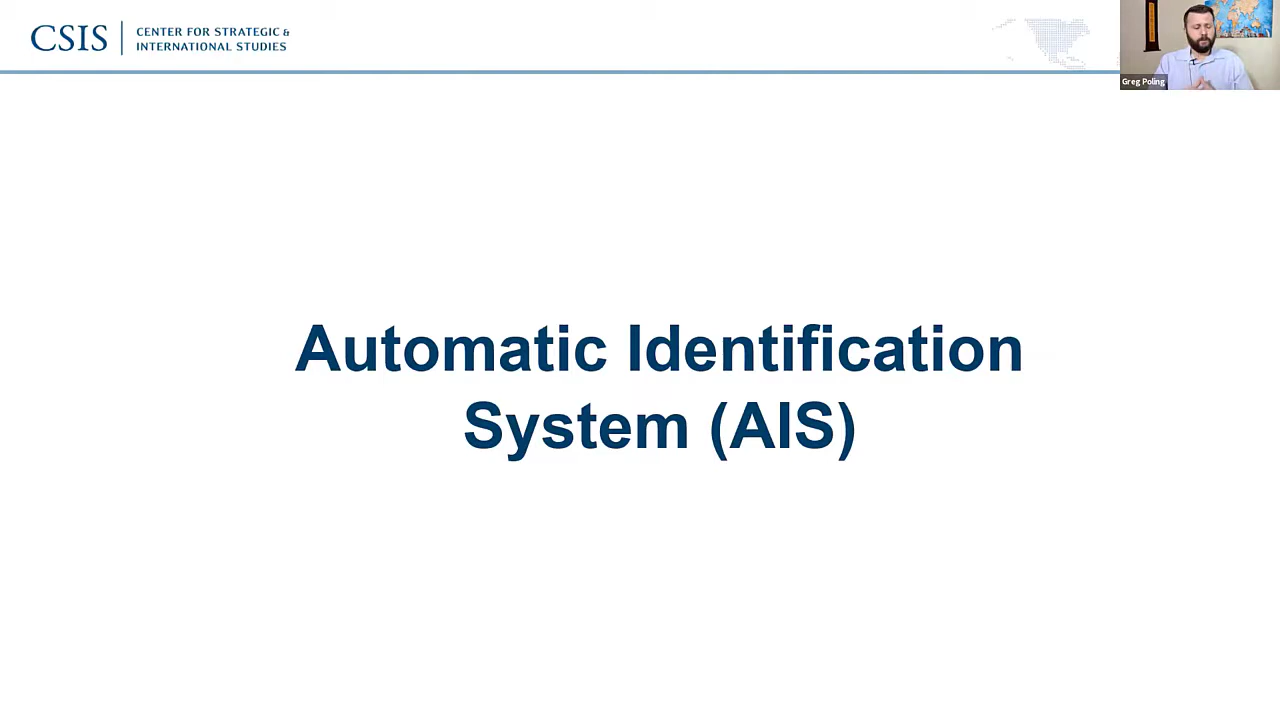 CSIS
CENTER FOR STRATEGIC &
INTERNATIONAL STUDIES
Greg Poling
Automatic Identification
System (AIS)